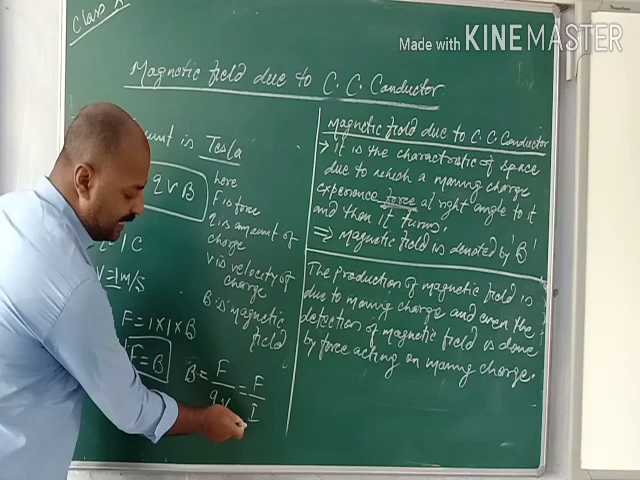 Class X
Made with KINEMASTER
Magnetic field due to C.C. Conductor
is Tesla
q v B
here
F is force
q is amount of
charge
v is velocity of
charge
B is magnetic
field
1 C
V = 1 m/s
F = 1 x 1 x B
F = B
B = F/qv = F/I
Magnetic field due to C.C Conductor
→ It is the charactristic of space
due to which a moving charge
experience force at right angle to it
and then it turns.
⇒ Magnetic field is denoted by 'B'
The production of magnetic field is
due to moving charge and even the
detection of magnetic field is done
by force acting on moving charge.